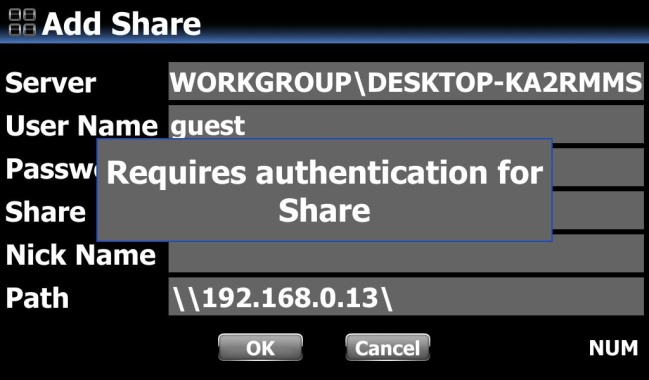 Add Share
Server WORKGROUP\DESKTOP-KA2RMMS
User Name guest
Passw
Requires authentication for
Share
Share
Nick Name
Path \\192.168.0.13\
OK Cancel NUM